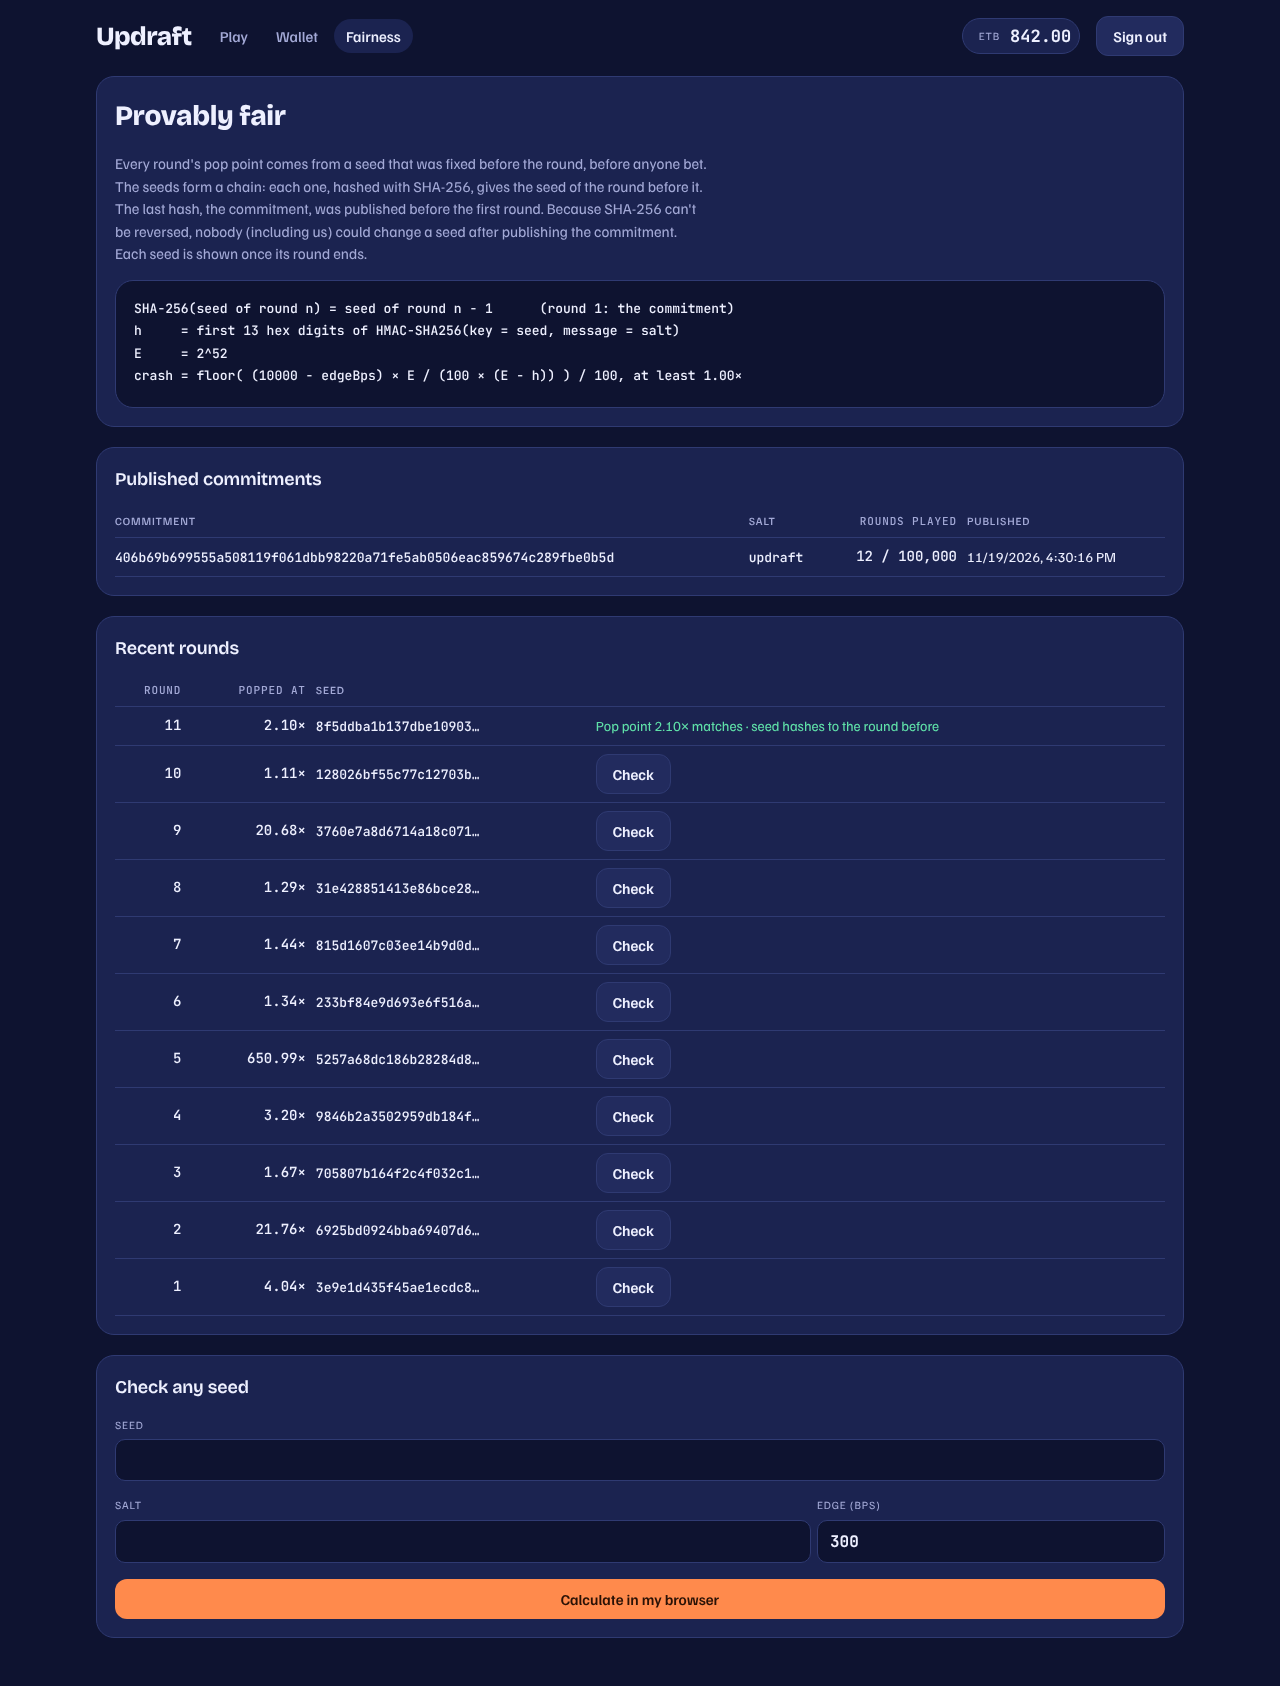 Updraft Play Wallet Fairness ETB 842.00 Sign out
Provably fair
Every round's pop point comes from a seed that was fixed before the round, before anyone bet.
The seeds form a chain: each one, hashed with SHA-256, gives the seed of the round before it.
The last hash, the commitment, was published before the first round. Because SHA-256 can't
be reversed, nobody (including us) could change a seed after publishing the commitment.
Each seed is shown once its round ends.
SHA-256(seed of round n) = seed of round n - 1 (round 1: the commitment)
h = first 13 hex digits of HMAC-SHA256(key = seed, message = salt)
E = 2^52
crash = floor( (10000 - edgeBps) × E / (100 × (E - h)) ) / 100, at least 1.00×
Published commitments
COMMITMENT SALT ROUNDS PLAYED PUBLISHED
406b69b699555a508119f061dbb98220a71fe5ab0506eac859674c289fbe0b5d updraft 12 / 100,000 11/19/2026, 4:30:16 PM
Recent rounds
ROUND POPPED AT SEED
11 2.10× 8f5ddba1b137dbe10903… Pop point 2.10× matches · seed hashes to the round before
10 1.11× 128026bf55c77c12703b… Check
9 20.68× 3760e7a8d6714a18c071… Check
8 1.29× 31e428851413e86bce28… Check
7 1.44× 815d1607c03ee14b9d0d… Check
6 1.34× 233bf84e9d693e6f516a… Check
5 650.99× 5257a68dc186b28284d8… Check
4 3.20× 9846b2a3502959db184f… Check
3 1.67× 705807b164f2c4f032c1… Check
2 21.76× 6925bd0924bba69407d6… Check
1 4.04× 3e9e1d435f45ae1ecdc8… Check
Check any seed
SEED
SALT EDGE (BPS)
300
Calculate in my browser